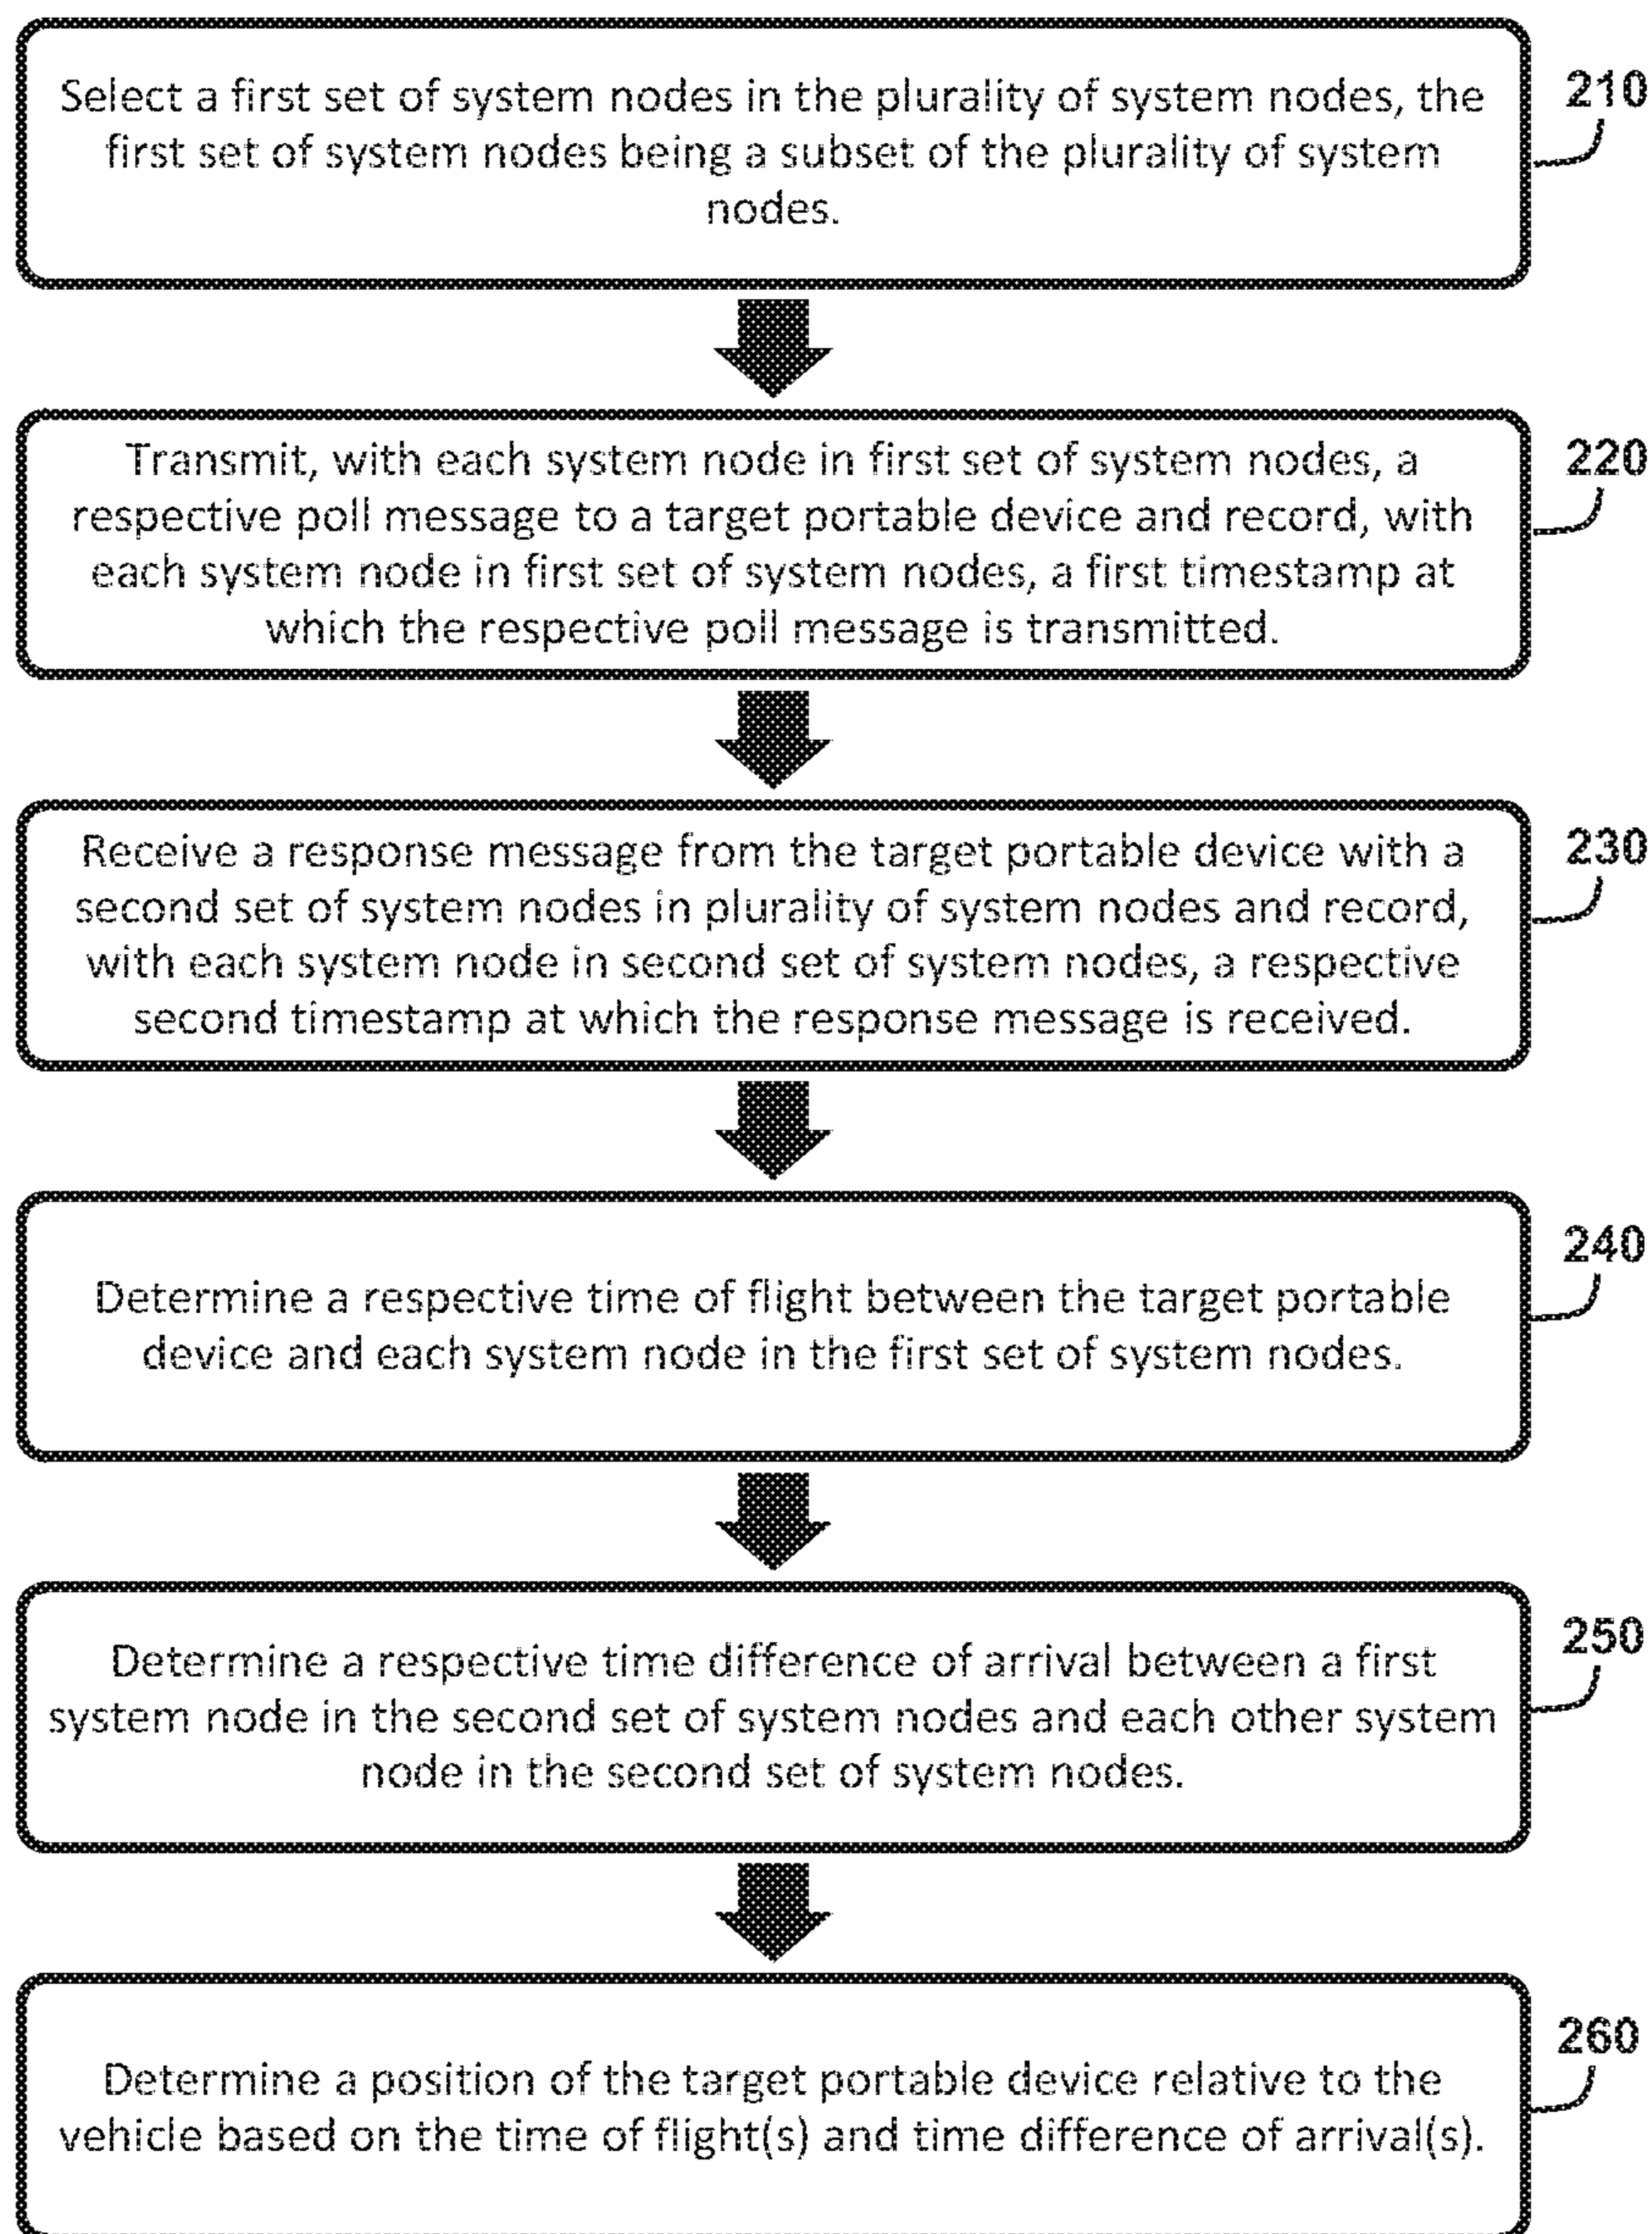 Select a first set of system nodes in the plurality of system nodes, the
first set of system nodes being a subset of the plurality of system
nodes.
210
Transmit, with each system node in first set of system nodes, a
respective poll message to a target portable device and record, with
each system node in first set of system nodes, a first timestamp at
which the respective poll message is transmitted.
220
Receive a response message from the target portable device with a
second set of system nodes in plurality of system nodes and record,
with each system node in second set of system nodes, a respective
second timestamp at which the response message is received.
230
Determine a respective time of flight between the target portable
device and each system node in the first set of system nodes.
240
Determine a respective time difference of arrival between a first
system node in the second set of system nodes and each other system
node in the second set of system nodes.
250
Determine a position of the target portable device relative to the
vehicle based on the time of flight(s) and time difference of arrival(s).
260